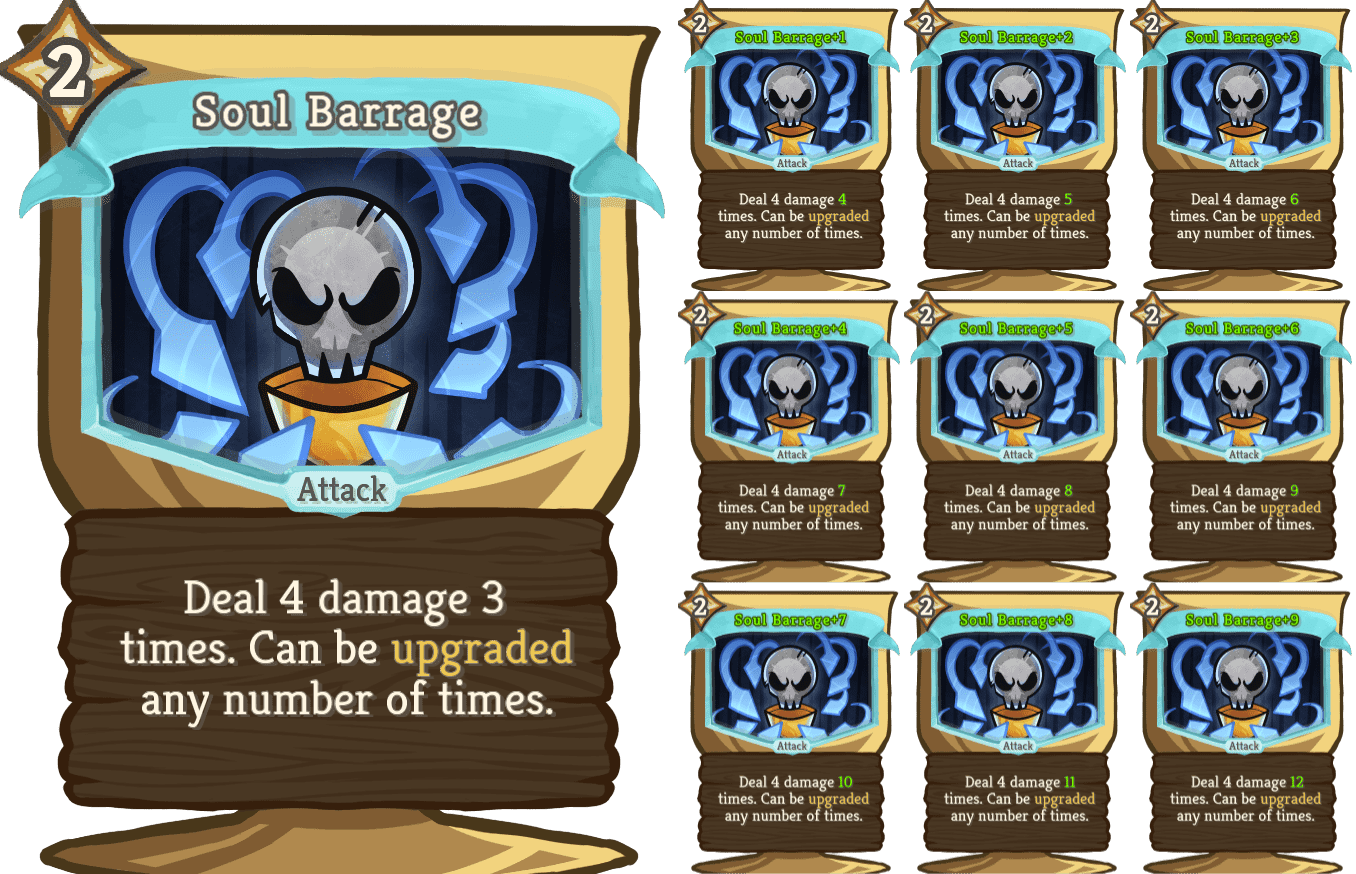 2
Soul Barrage
Attack
Deal 4 damage 3
times. Can be upgraded
any number of times.
2
Soul Barrage+1
Attack
Deal 4 damage 4
times. Can be upgraded
any number of times.
2
Soul Barrage+2
Attack
Deal 4 damage 5
times. Can be upgraded
any number of times.
2
Soul Barrage+3
Attack
Deal 4 damage 6
times. Can be upgraded
any number of times.
2
Soul Barrage+4
Attack
Deal 4 damage 7
times. Can be upgraded
any number of times.
2
Soul Barrage+5
Attack
Deal 4 damage 8
times. Can be upgraded
any number of times.
2
Soul Barrage+6
Attack
Deal 4 damage 9
times. Can be upgraded
any number of times.
2
Soul Barrage+7
Attack
Deal 4 damage 10
times. Can be upgraded
any number of times.
2
Soul Barrage+8
Attack
Deal 4 damage 11
times. Can be upgraded
any number of times.
2
Soul Barrage+9
Attack
Deal 4 damage 12
times. Can be upgraded
any number of times.